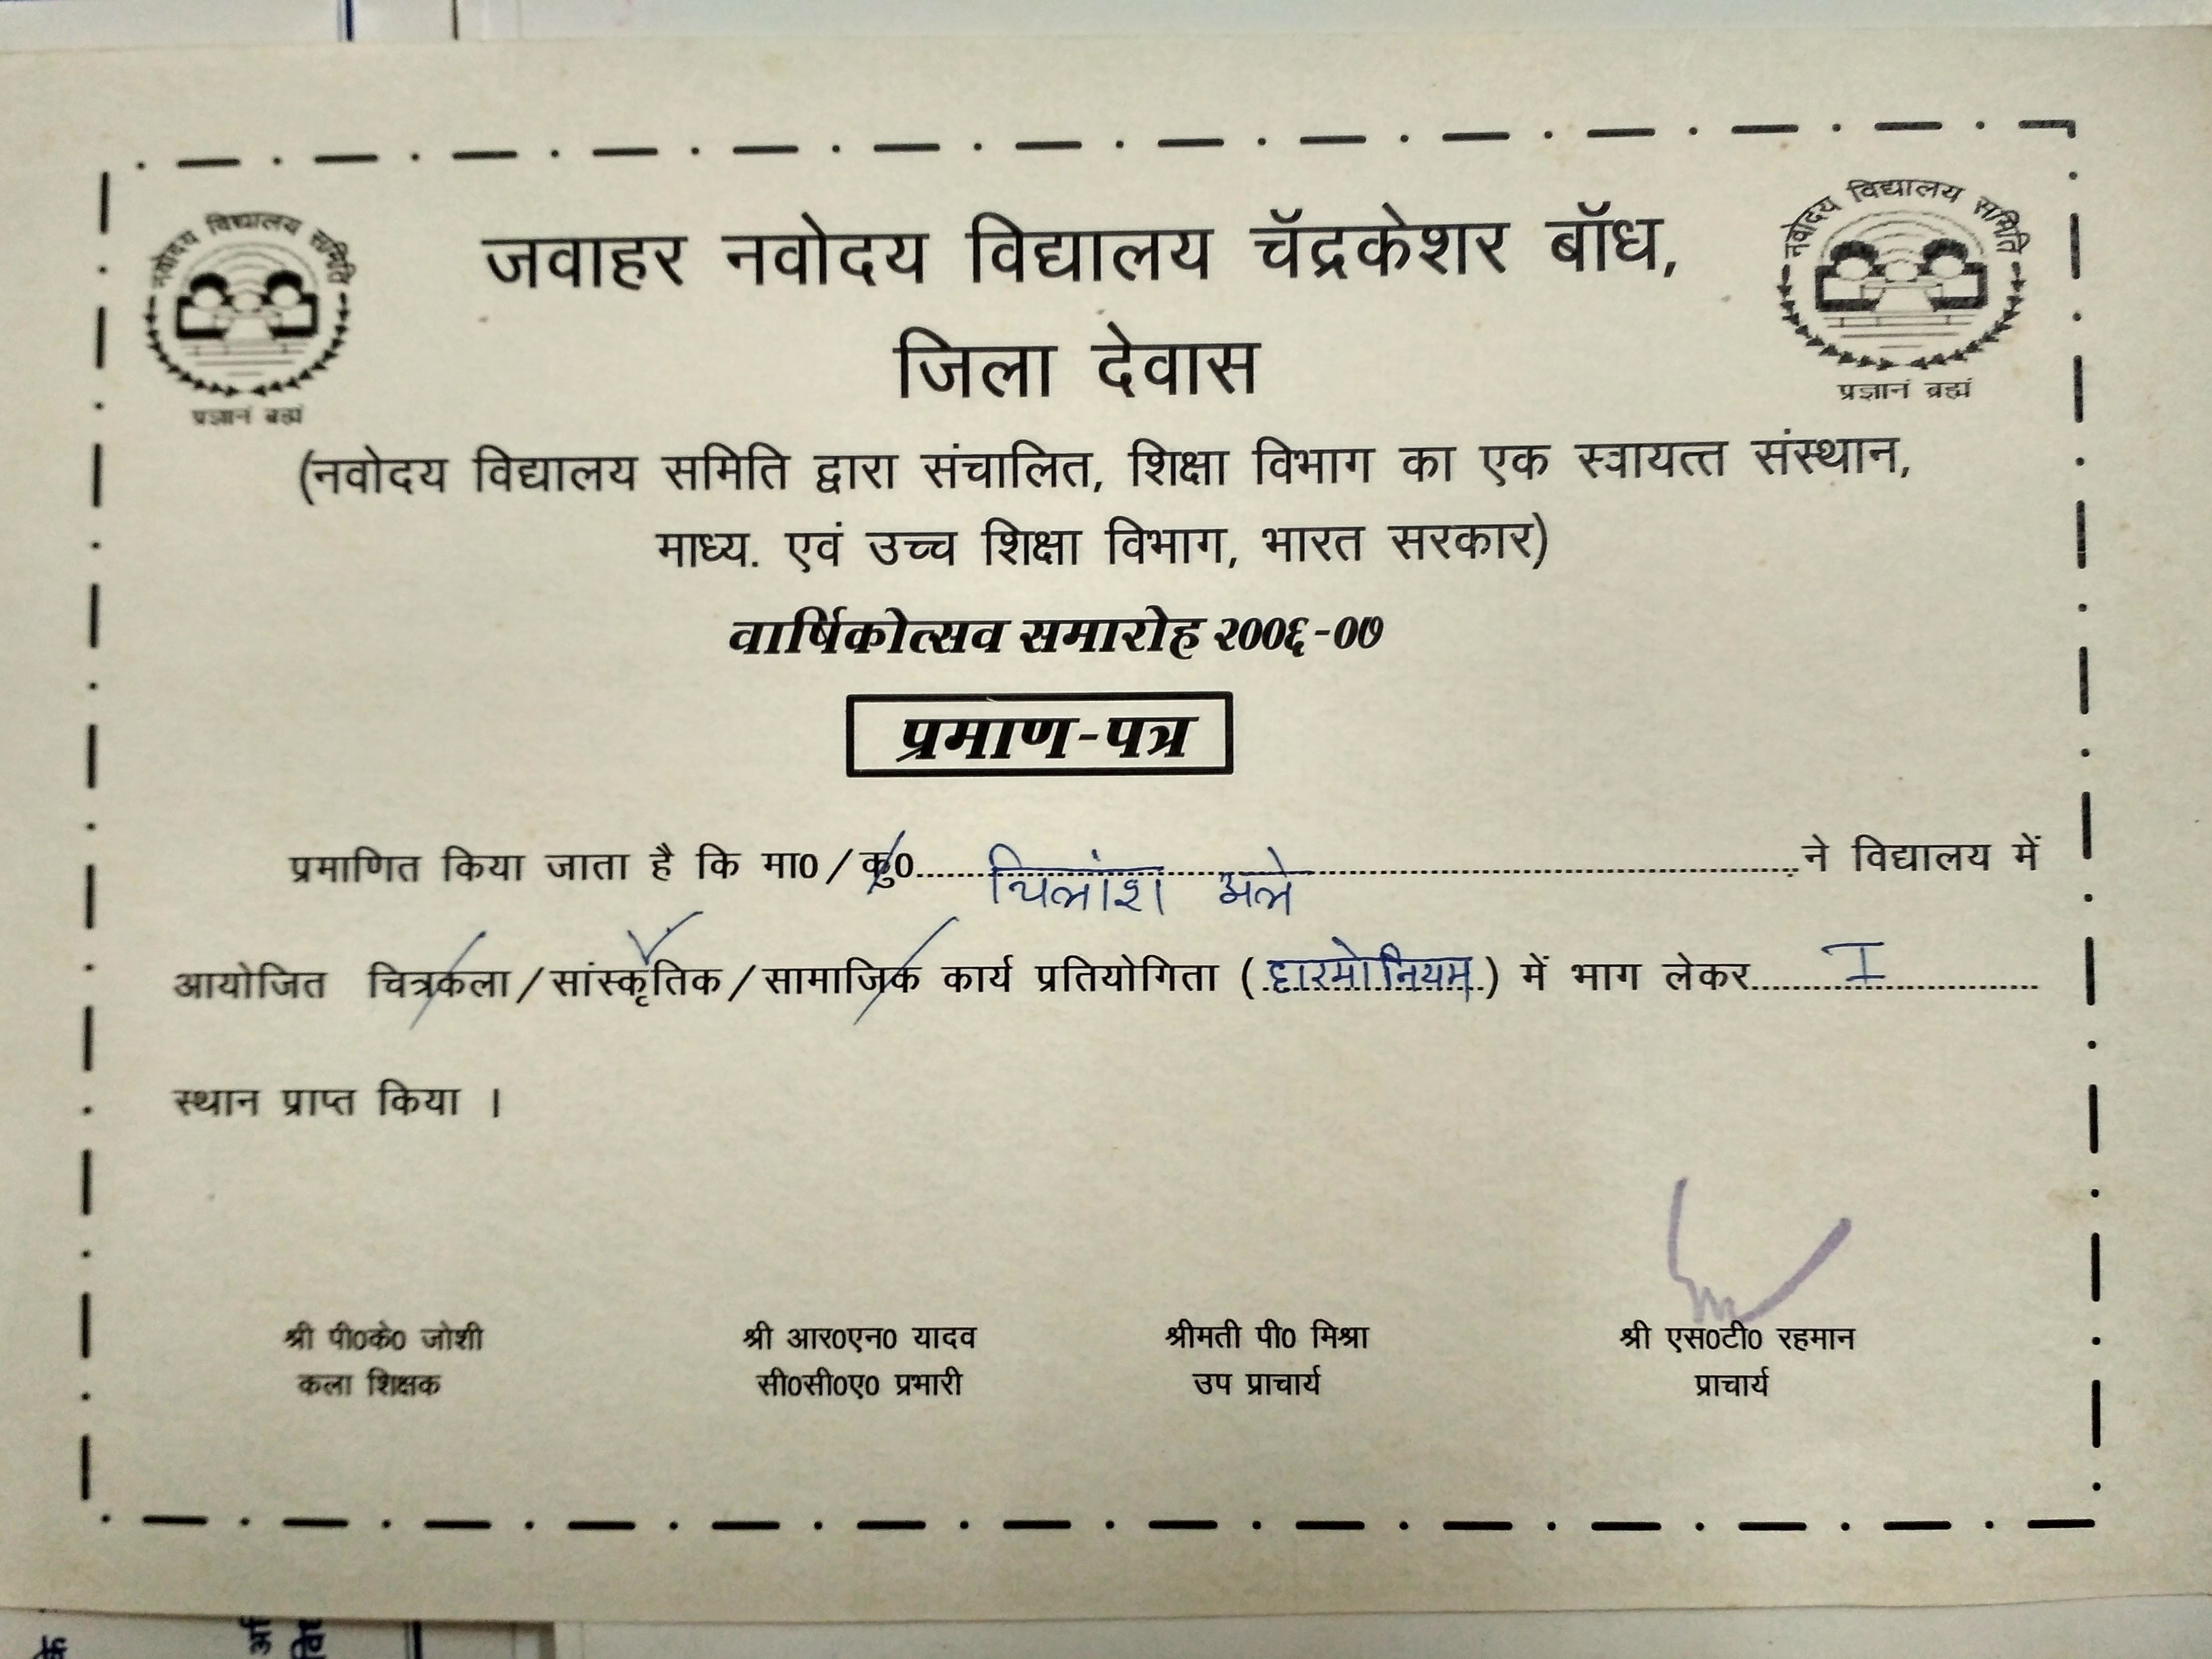 नवोदय विद्यालय समिति
प्रज्ञानं ब्रह्मं
नवोदय विद्यालय समिति
प्रज्ञानं ब्रह्मं
जवाहर नवोदय विद्यालय चॅद्रकेशर बॉध,
जिला देवास
(नवोदय विद्यालय समिति द्वारा संचालित, शिक्षा विभाग का एक स्वायत्त संस्थान,
माध्य. एवं उच्च शिक्षा विभाग, भारत सरकार)
वार्षिकोत्सव समारोह २००६-०७
प्रमाण-पत्र
प्रमाणित किया जाता है कि मा0 / कु0 ने विद्यालय में
आयोजित चित्रकला / सांस्कृतिक / सामाजिक कार्य प्रतियोगिता ( हारमोनियम ) में भाग लेकर I
स्थान प्राप्त किया ।
श्री पी0के0 जोशी श्री आर0एन0 यादव श्रीमती पी0 मिश्रा श्री एस0टी0 रहमान
कला शिक्षक सी0सी0ए0 प्रभारी उप प्राचार्य प्राचार्य